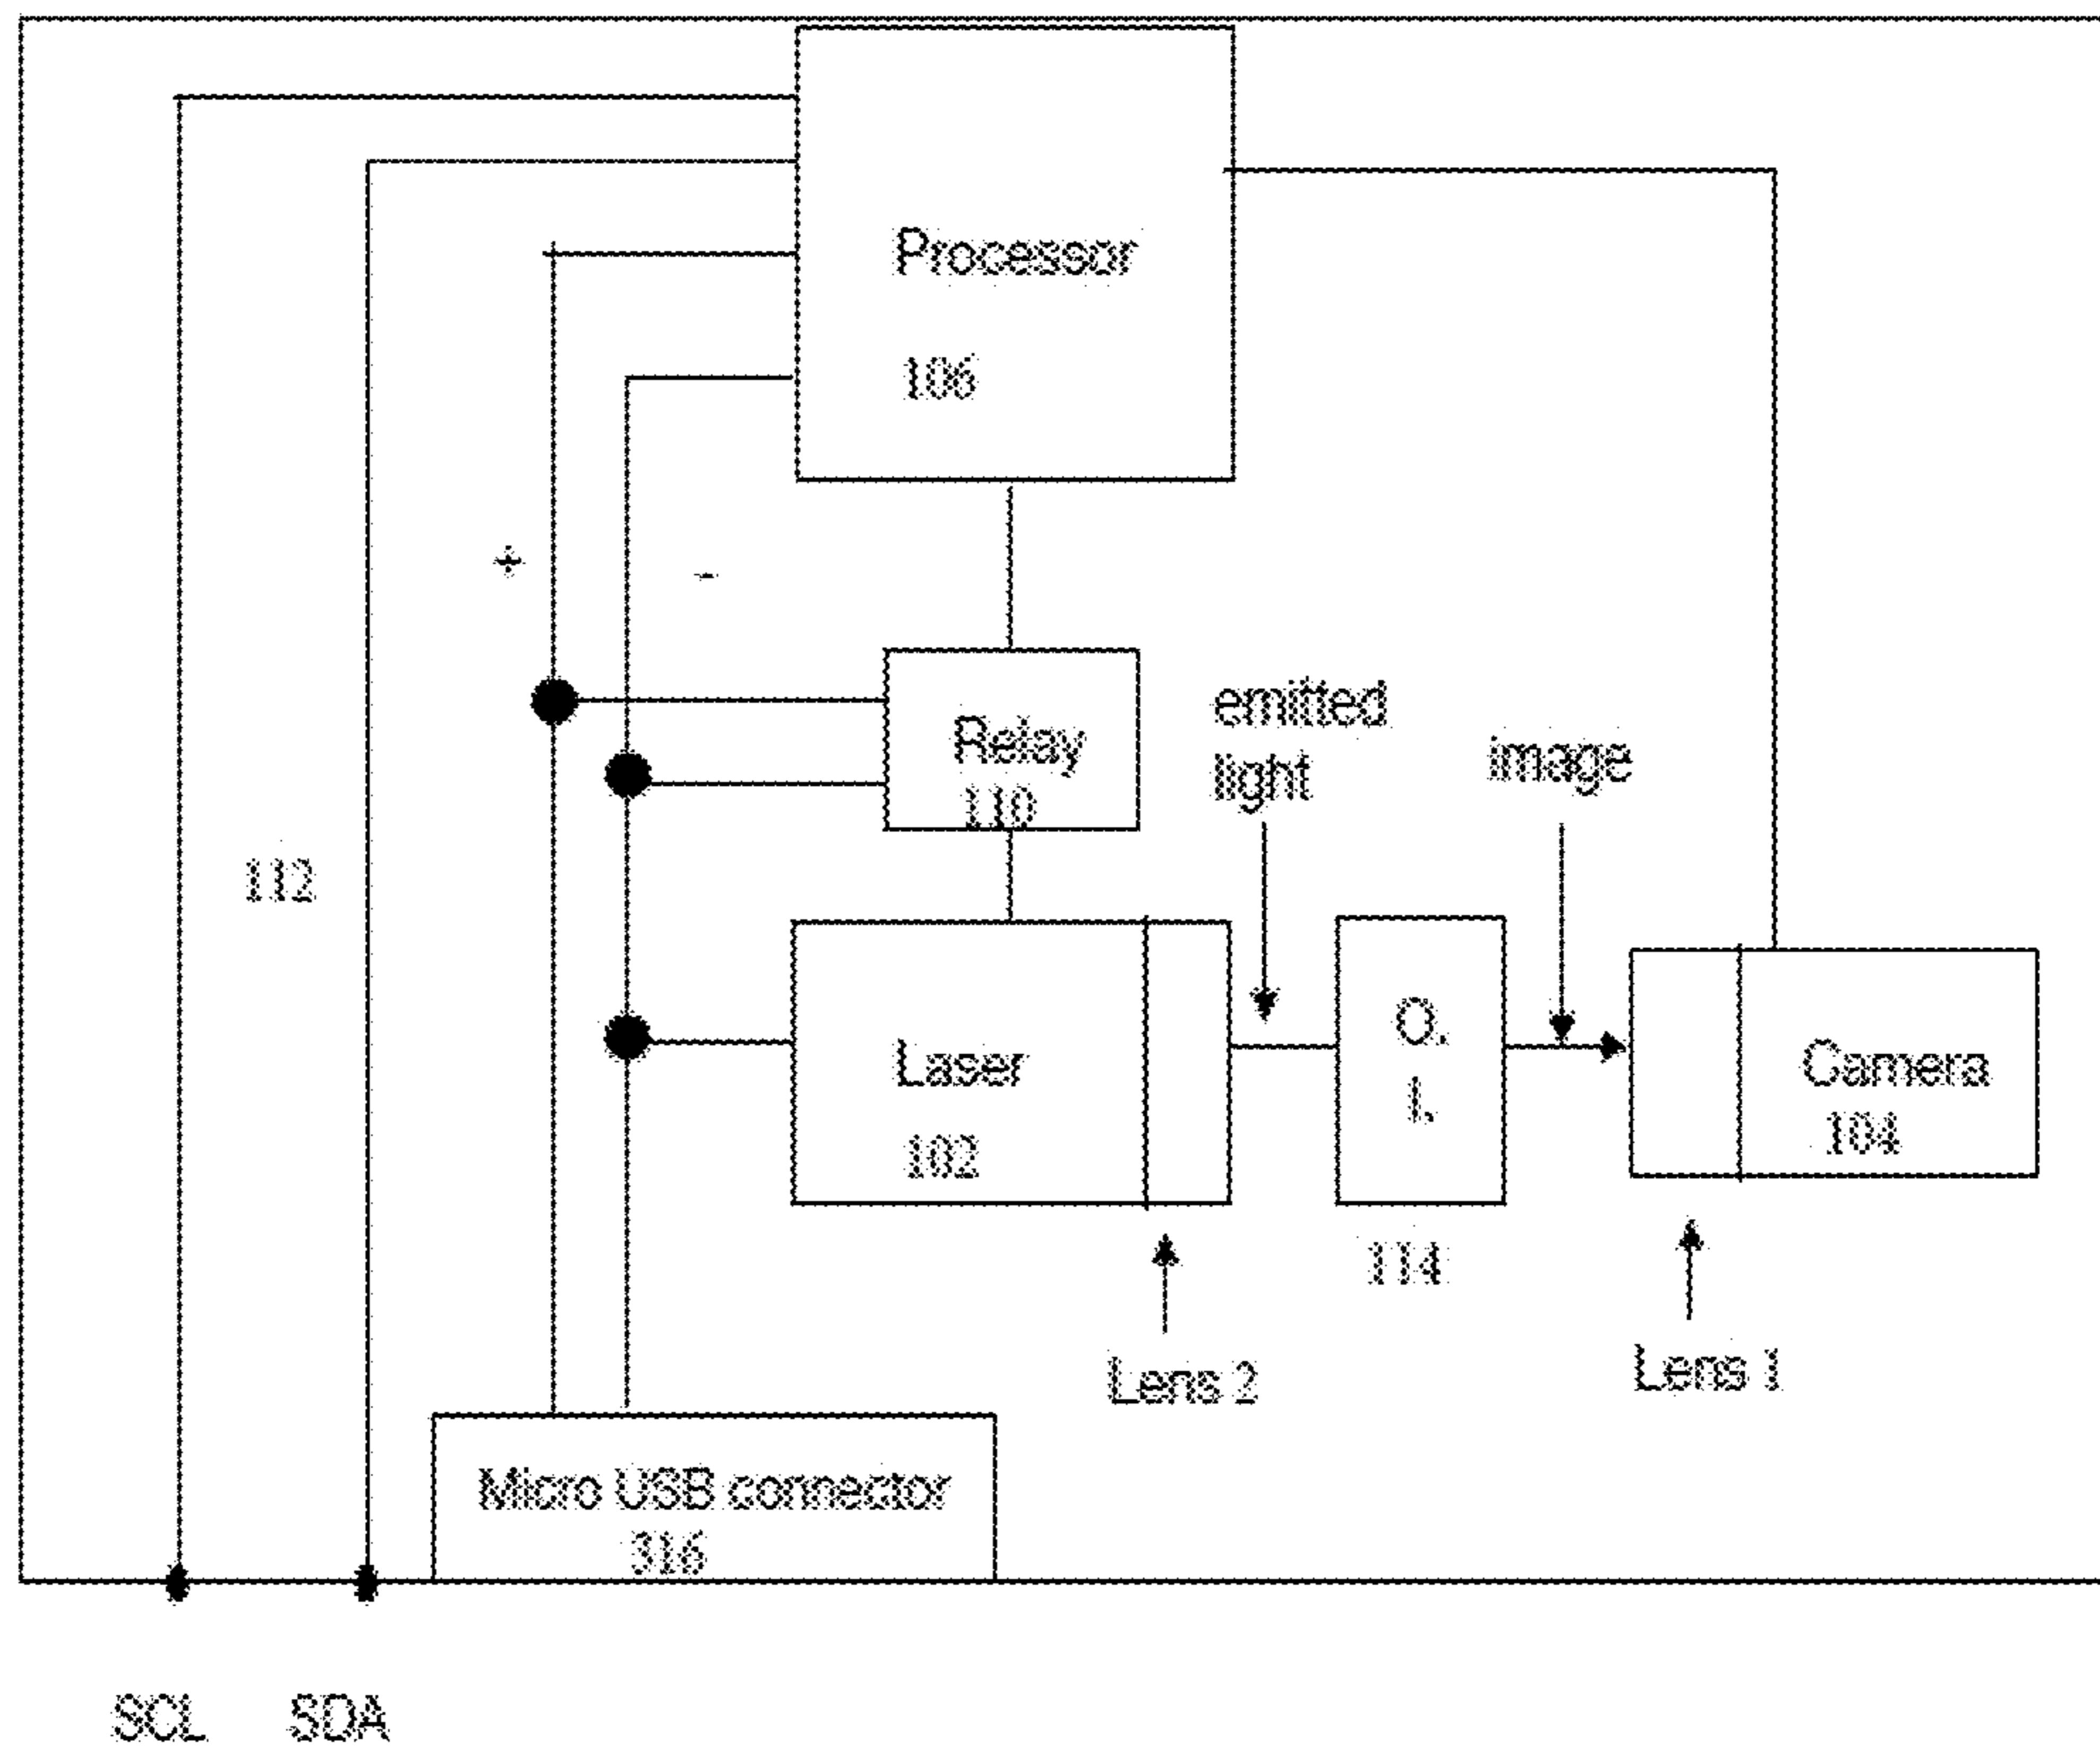 Processor
106
+
-
Relay
110
emitted
light
image
112
Laser
102
O.
I.
114
Camera
104
Lens 2
Lens 1
Micro USB connector
316
SCL
SDA